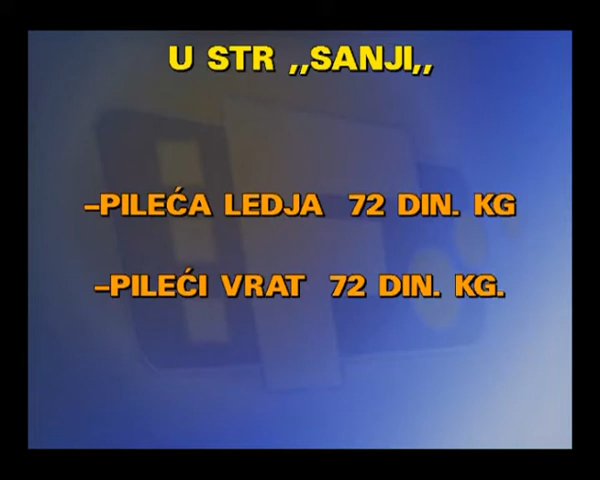 U STR ,,SANJI,,
–PILEĆA LEDJA 72 DIN. KG
–PILEĆI VRAT 72 DIN. KG.